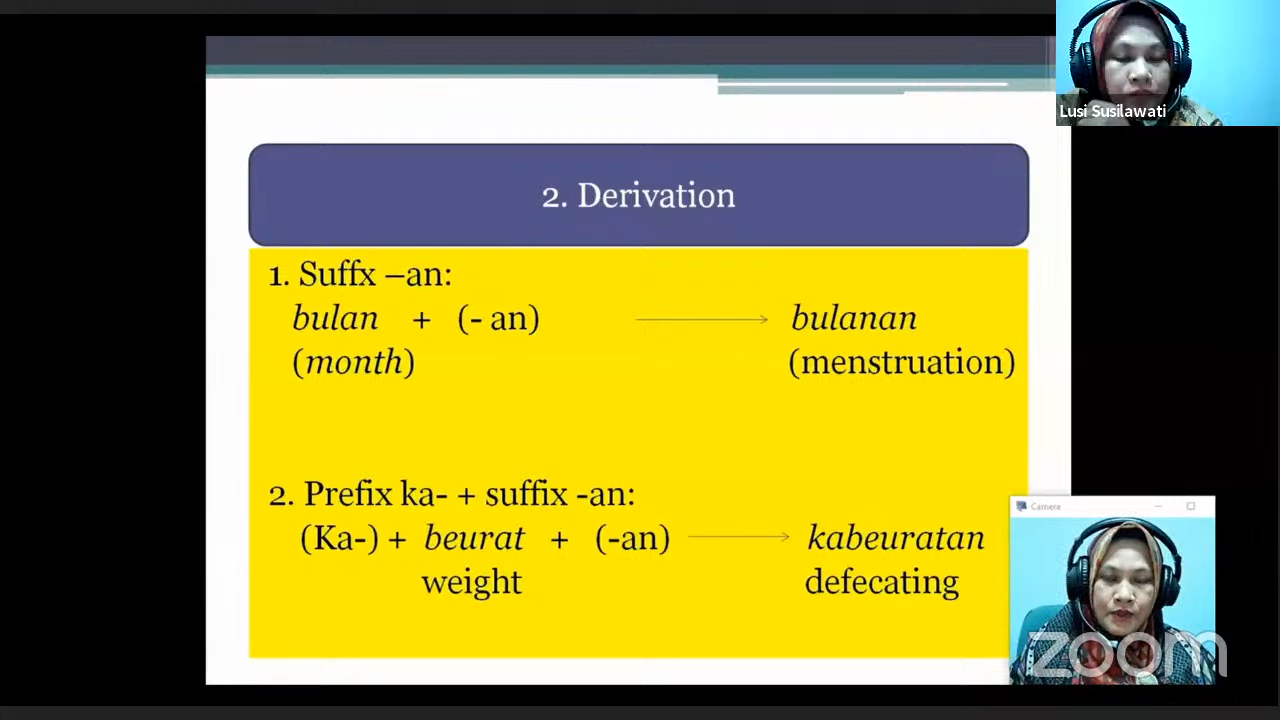 Lusi Susilawati
2. Derivation
1. Suffx –an:
bulan + (- an) bulanan
(month) (menstruation)
2. Prefix ka- + suffix -an:
(Ka-) + beurat + (-an) kabeuratan
weight defecating
Camera
zoom